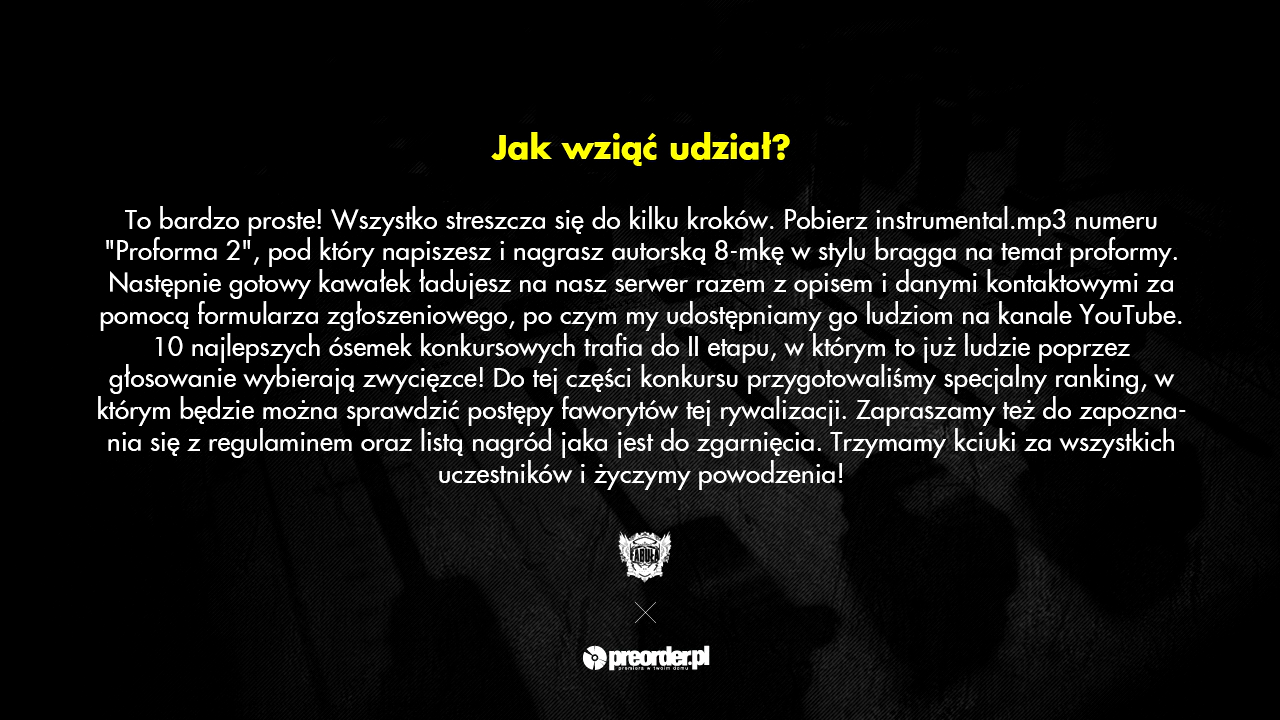 Jak wziąć udział?
To bardzo proste! Wszystko streszcza się do kilku kroków. Pobierz instrumental.mp3 numeru
"Proforma 2", pod który napiszesz i nagrasz autorską 8-mkę w stylu bragga na temat proformy.
Następnie gotowy kawałek ładujesz na nasz serwer razem z opisem i danymi kontaktowymi za
pomocą formularza zgłoszeniowego, po czym my udostępniamy go ludziom na kanale YouTube.
10 najlepszych ósemek konkursowych trafia do II etapu, w którym to już ludzie poprzez
głosowanie wybierają zwycięzce! Do tej części konkursu przygotowaliśmy specjalny ranking, w
którym będzie można sprawdzić postępy faworytów tej rywalizacji. Zapraszamy też do zapozna-
nia się z regulaminem oraz listą nagród jaka jest do zgarnięcia. Trzymamy kciuki za wszystkich
uczestników i życzymy powodzenia!
FABUŁA
preorder.pl
premiera w twoim domu